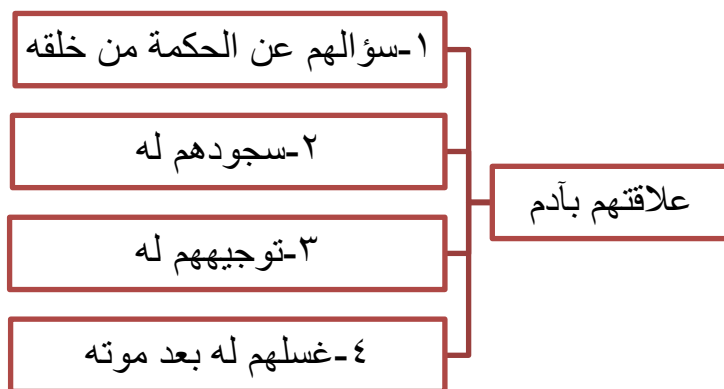 علاقتهم بآدم
١-سؤالهم عن الحكمة من خلقه
٢-سجودهم له
٣-توجيههم له
٤-غسلهم له بعد موته